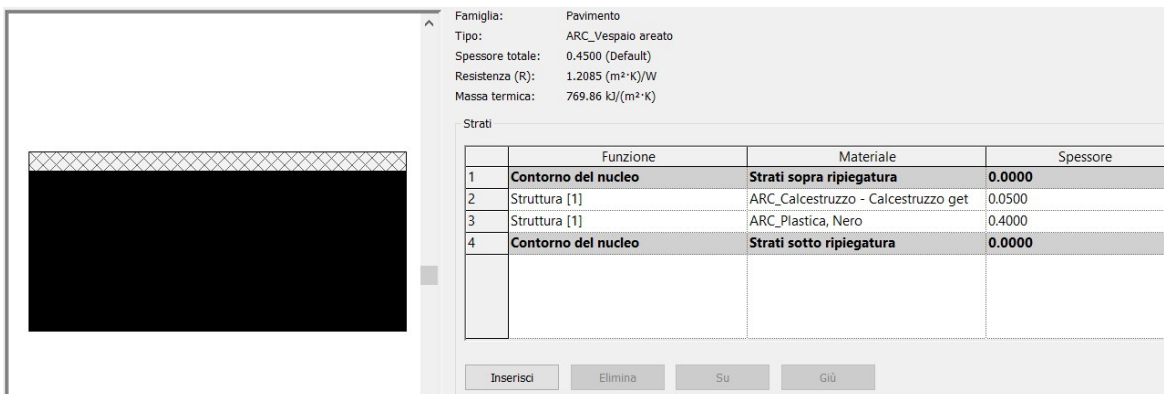 Famiglia: Pavimento
Tipo: ARC_Vespaio areato
Spessore totale: 0.4500 (Default)
Resistenza (R): 1.2085 (m²·K)/W
Massa termica: 769.86 kJ/(m²·K)
Strati
Funzione Materiale Spessore
1 Contorno del nucleo Strati sopra ripiegatura 0.0000
2 Struttura [1] ARC_Calcestruzzo - Calcestruzzo get 0.0500
3 Struttura [1] ARC_Plastica, Nero 0.4000
4 Contorno del nucleo Strati sotto ripiegatura 0.0000
Inserisci Elimina Su Giù